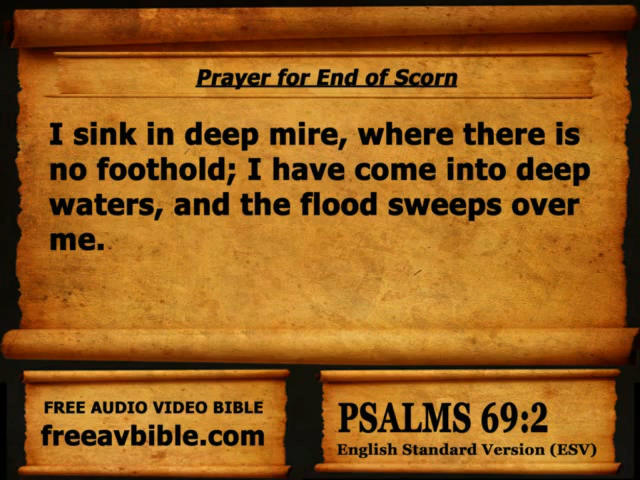 Prayer for End of Scorn
I sink in deep mire, where there is
no foothold; I have come into deep
waters, and the flood sweeps over
me.
FREE AUDIO VIDEO BIBLE
freeavbible.com
PSALMS 69:2
English Standard Version (ESV)